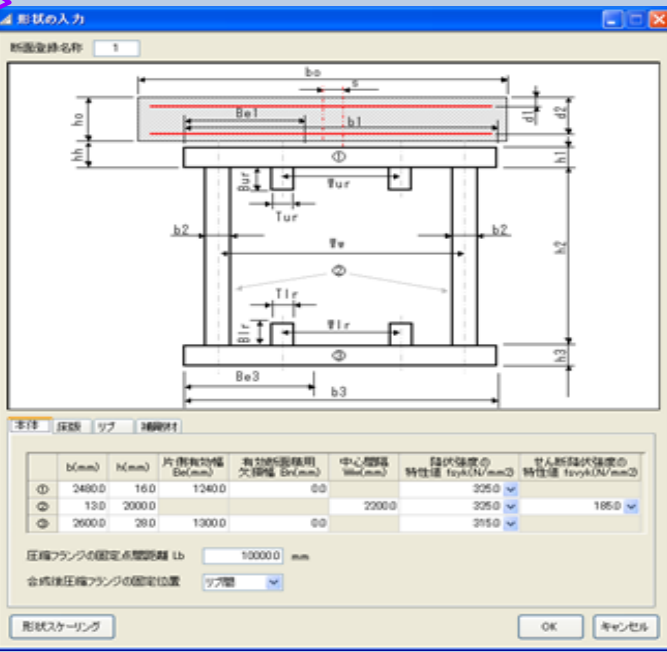 形状の入力
断面登録名称 1
bo
s
ho
Be1
b1
d1
d2
hh
①
h1
Bur
Wur
Tur
b2
b2
Ww
h2
②
Tlr
Blr
Wlr
③
h3
Be3
b3
本体 床版 リブ 補剛材
b(mm) h(mm) 片側有効幅 Be(mm) 有効断面積用 欠損幅 Bn(mm) 中心間隔 Ww(mm) 降伏強度の 特性値 fsyk(N/mm2) せん断降伏強度の 特性値 fsvyk(N/mm2)
① 2480.0 16.0 1240.0 0.0 325.0
② 13.0 2000.0 2200.0 325.0 185.0
③ 2600.0 28.0 1300.0 0.0 315.0
圧縮フランジの固定点間距離 Lb 10000.0 mm
合成後圧縮フランジの固定位置 リブ間
形状スケーリング OK キャンセル